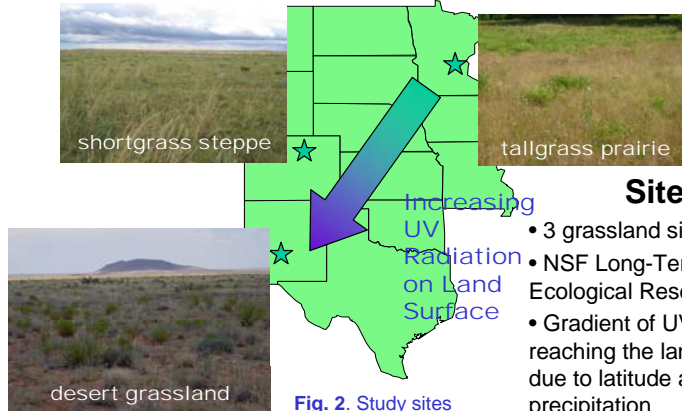 shortgrass steppe
tallgrass prairie
desert grassland
Increasing
UV
Radiation
on Land
Surface
Fig. 2. Study sites
Site
• 3 grassland si
• NSF Long-Ter
Ecological Rese
• Gradient of UV
reaching the lan
due to latitude a
precipitation